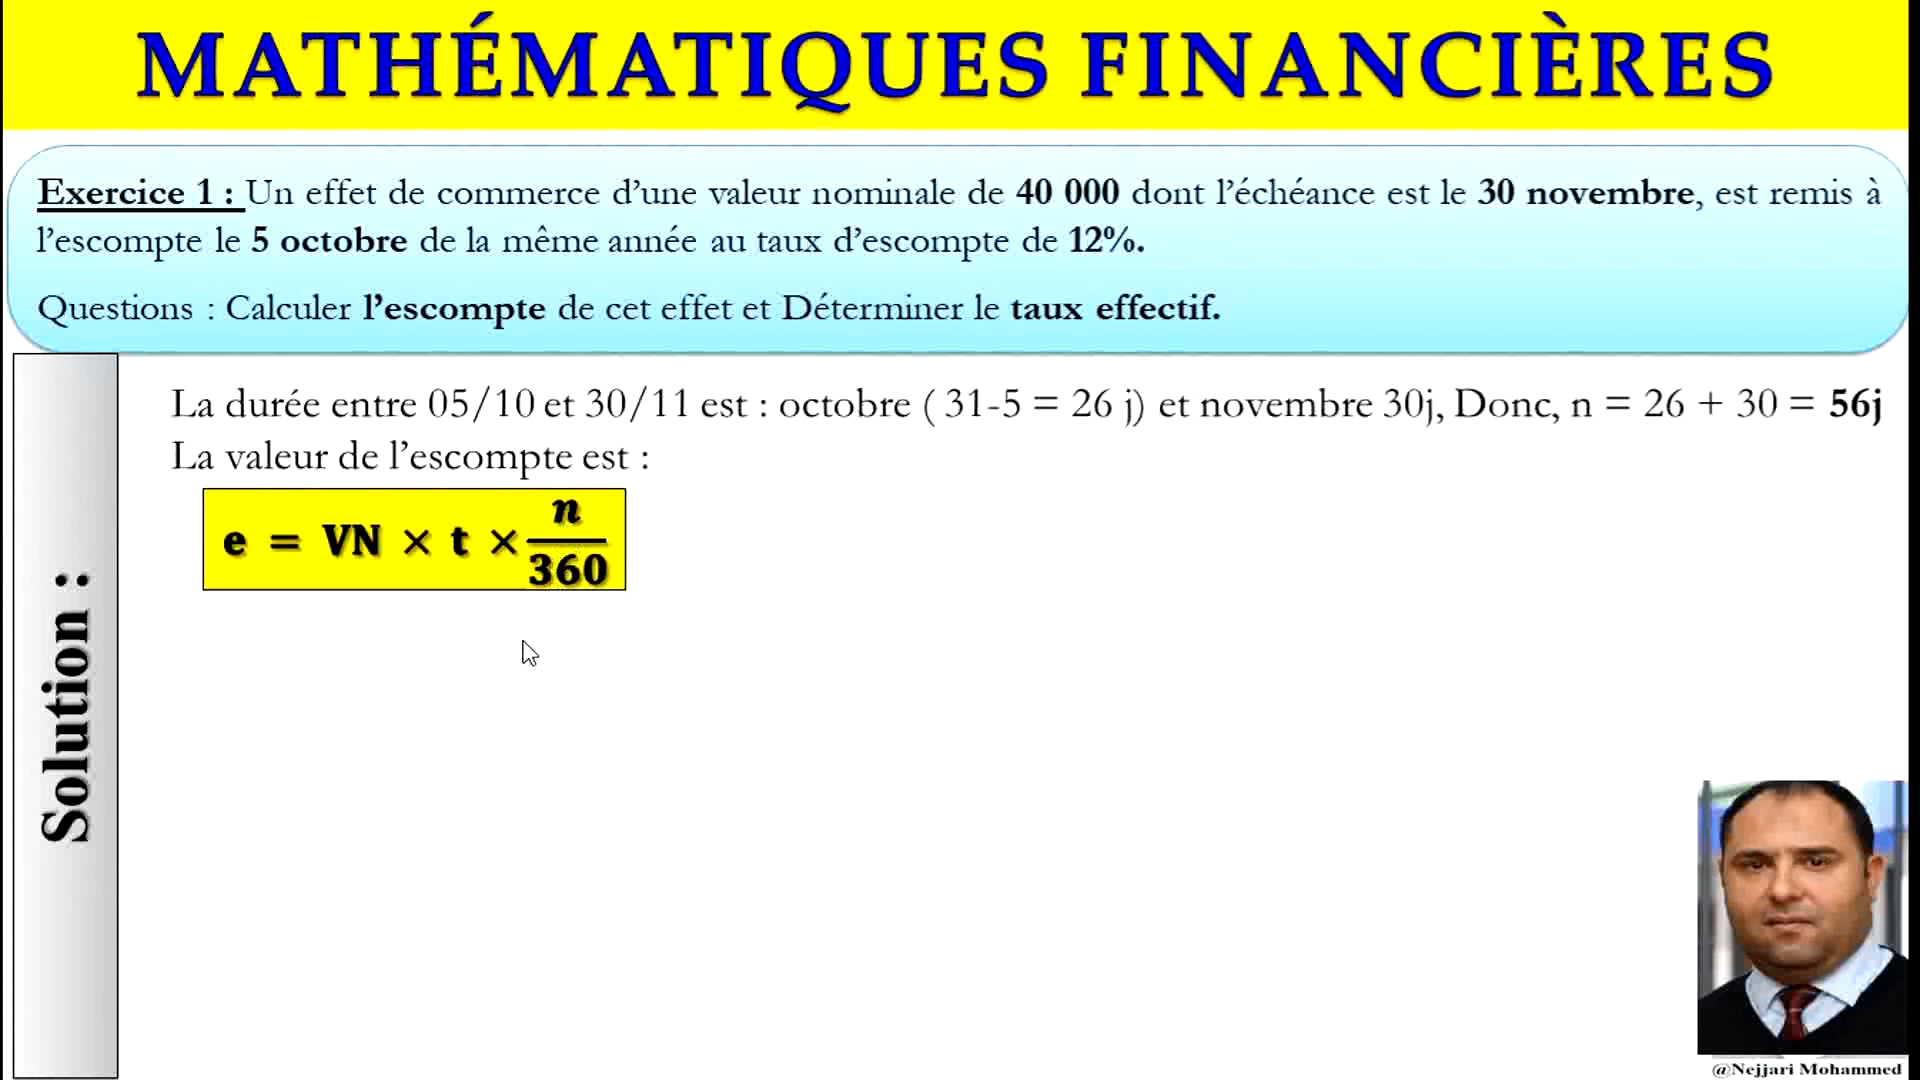 MATHÉMATIQUES FINANCIÈRES
Exercice 1 : Un effet de commerce d’une valeur nominale de 40 000 dont l’échéance est le 30 novembre, est remis à
l’escompte le 5 octobre de la même année au taux d’escompte de 12%.
Questions : Calculer l’escompte de cet effet et Déterminer le taux effectif.
Solution :
La durée entre 05/10 et 30/11 est : octobre ( 31-5 = 26 j) et novembre 30j, Donc, n = 26 + 30 = 56j
La valeur de l’escompte est :
e = VN × t × n/360
@Nejjari Mohammed